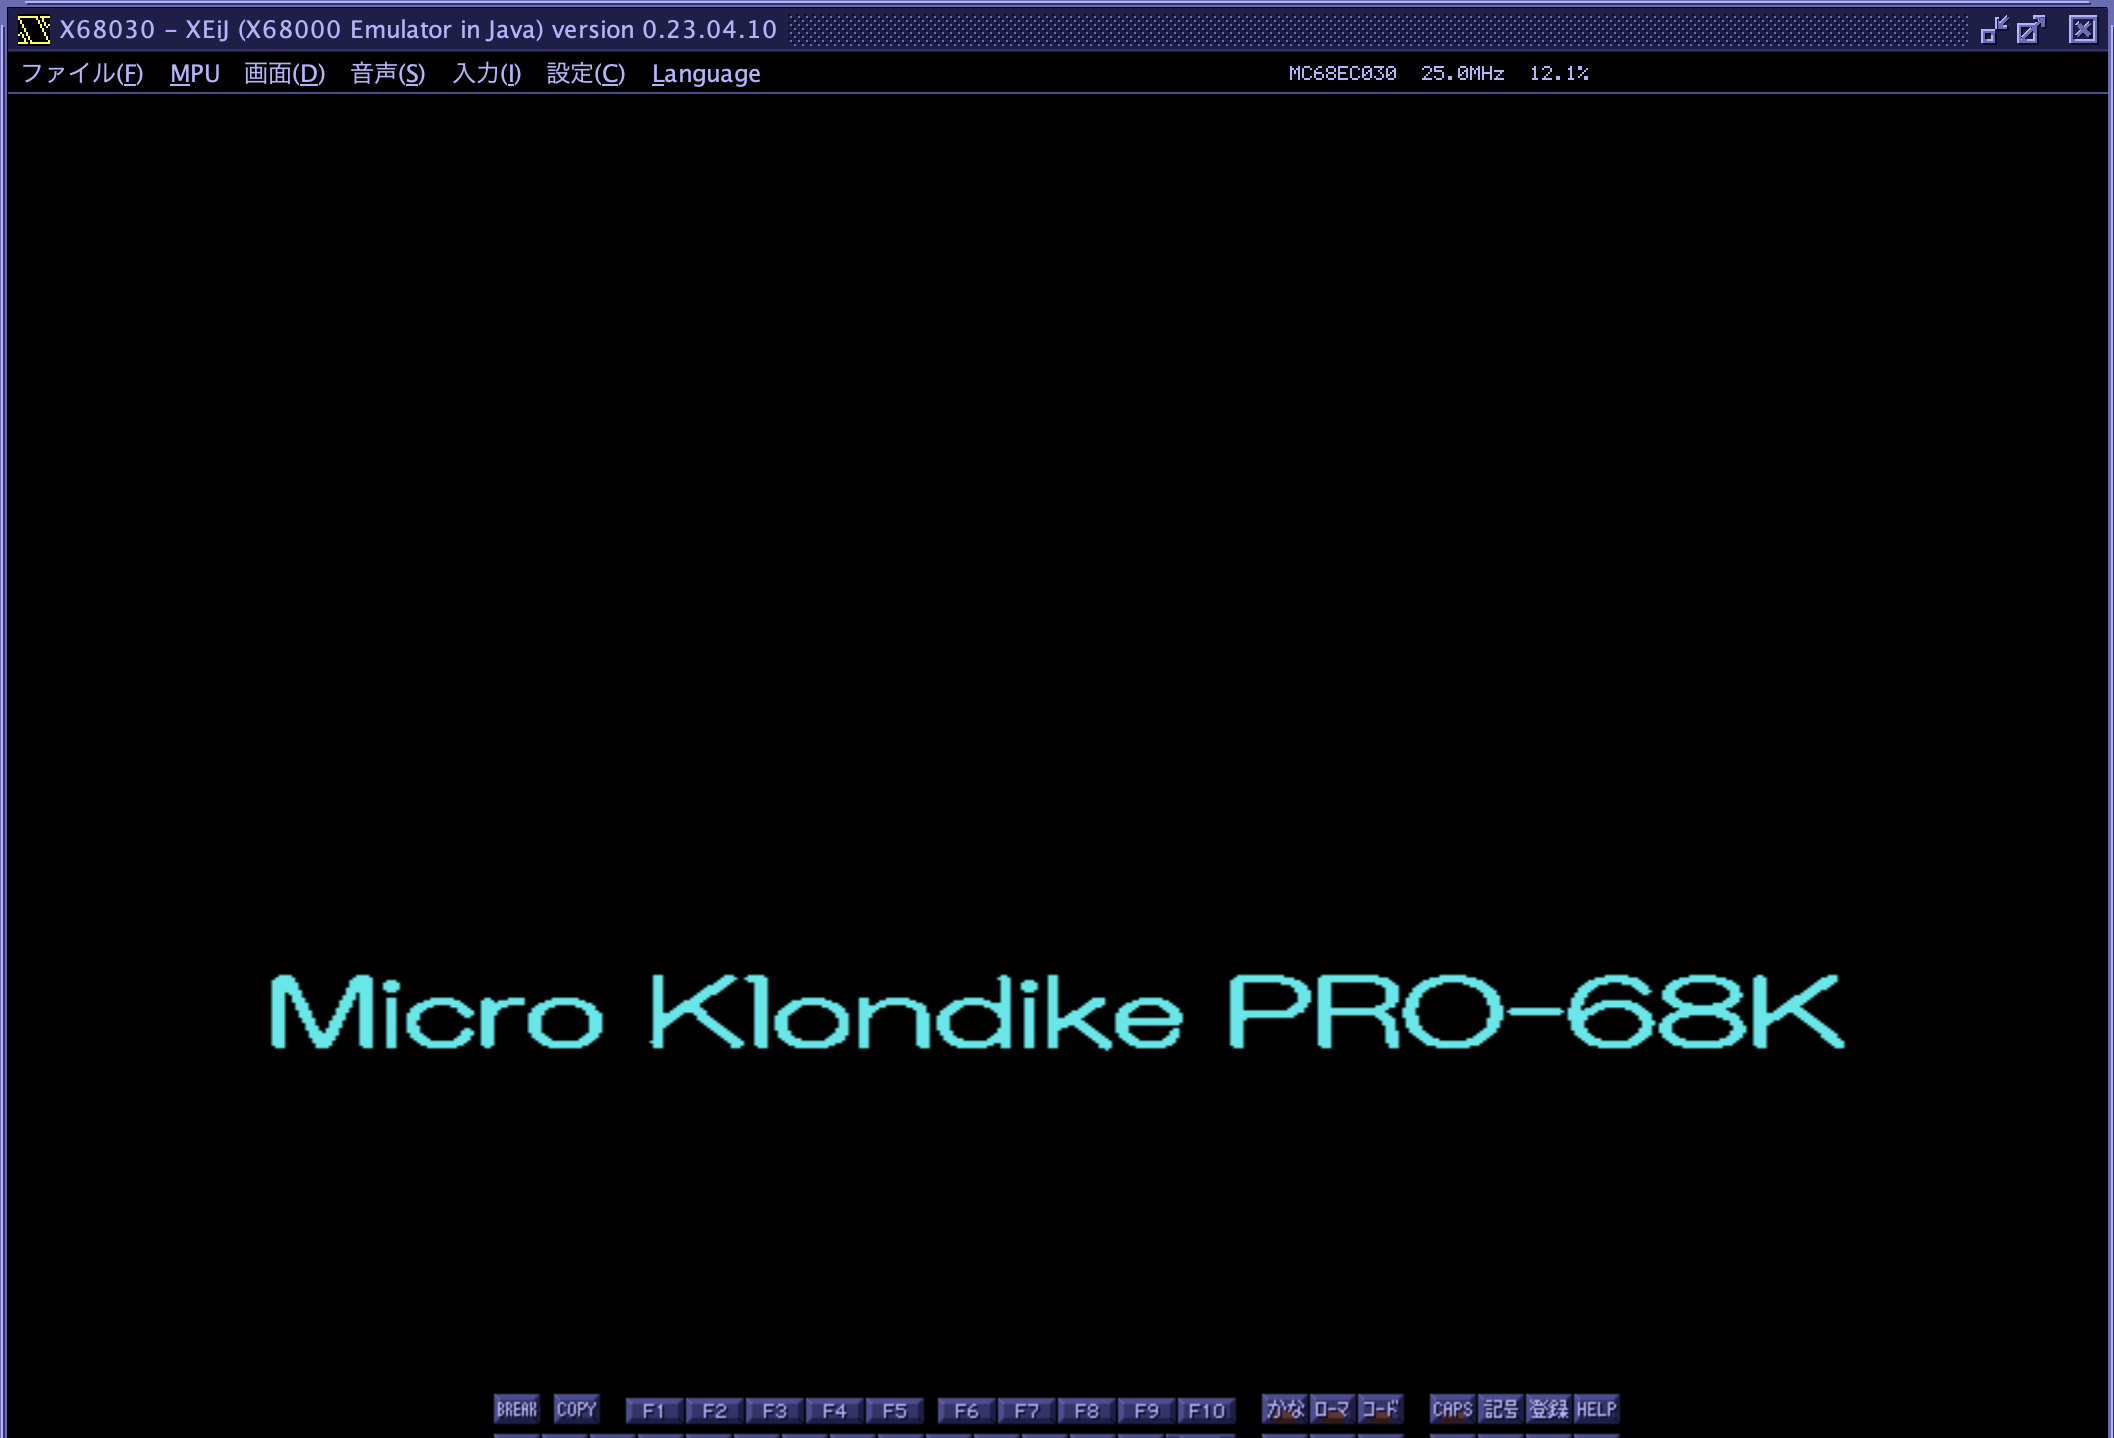 X68030 - XEiJ (X68000 Emulator in Java) version 0.23.04.10
ファイル(F) MPU 画面(D) 音声(S) 入力(I) 設定(C) Language MC68EC030 25.0MHz 12.1%
Micro Klondike PRO-68K
BREAK COPY F1 F2 F3 F4 F5 F6 F7 F8 F9 F10 かな ローマ コード CAPS 記号 登録 HELP